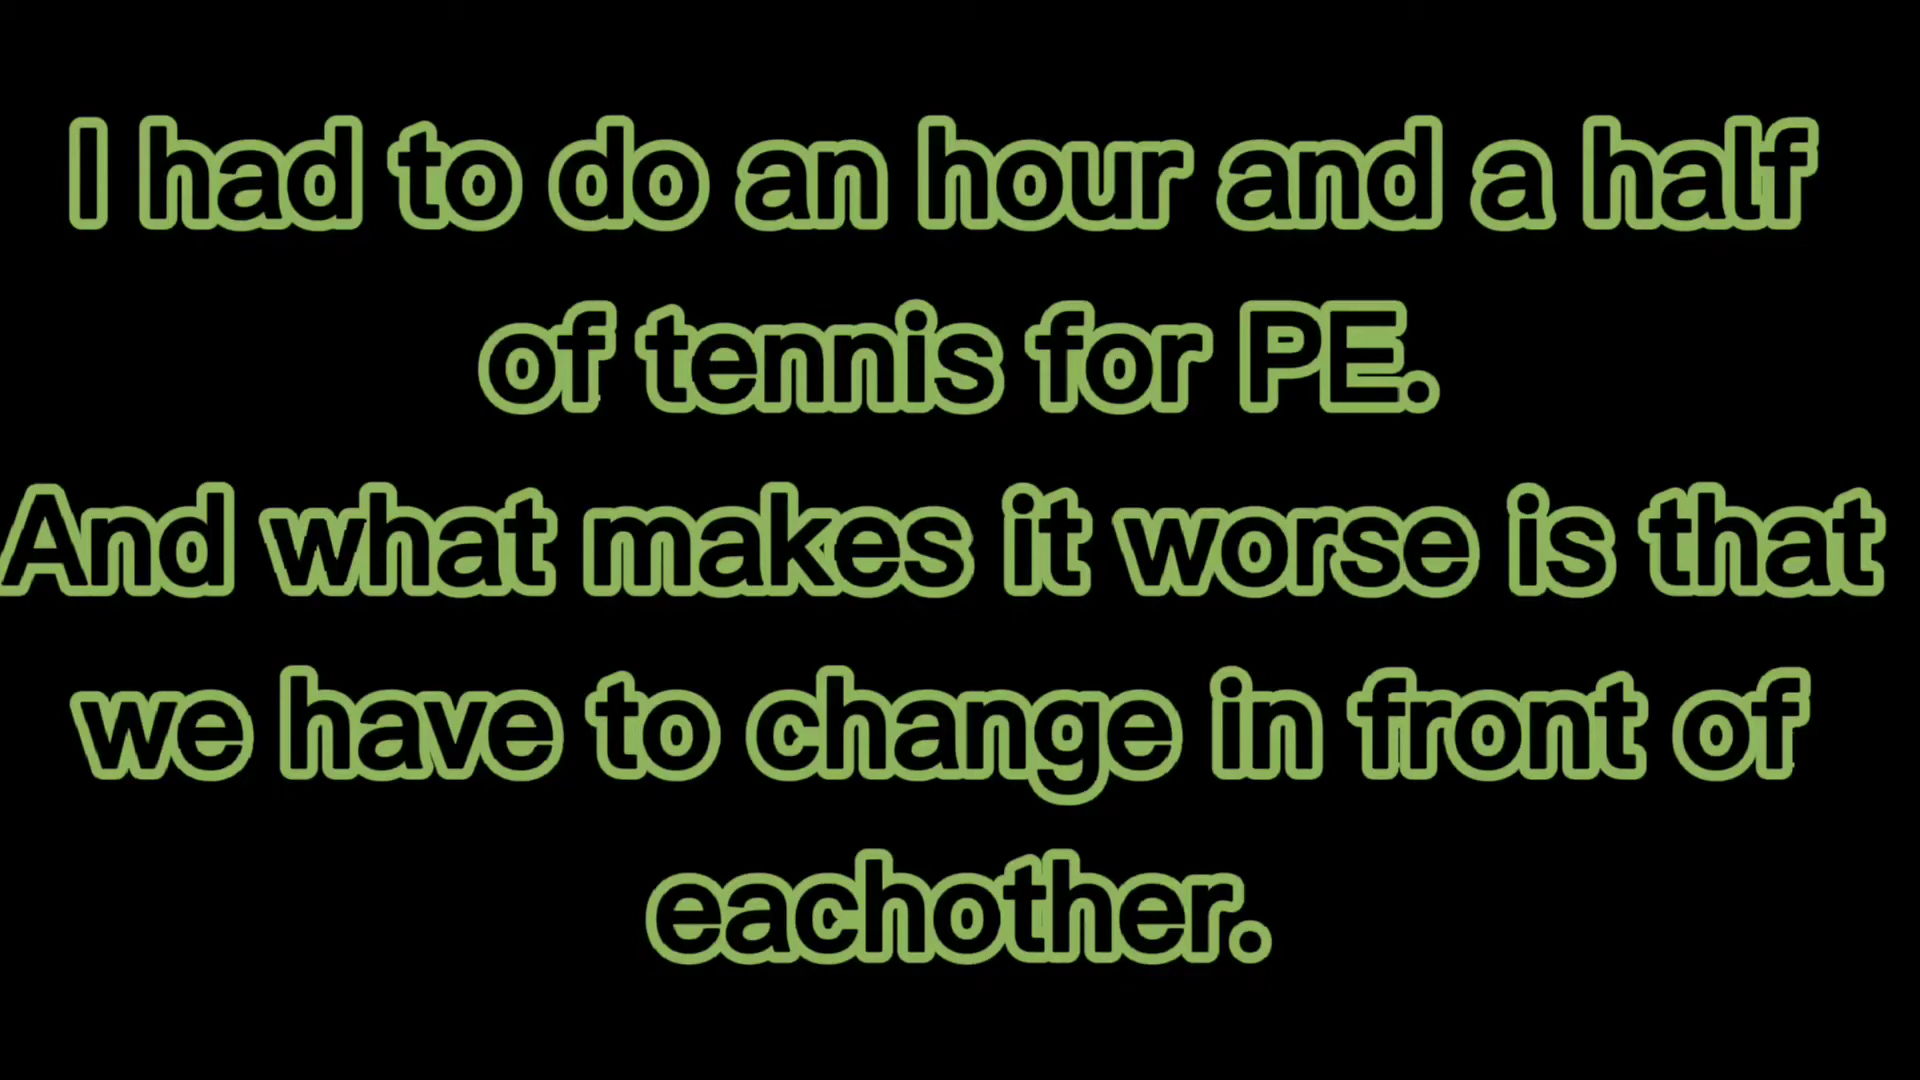 I had to do an hour and a half
of tennis for PE.
And what makes it worse is that
we have to change in front of
eachother.